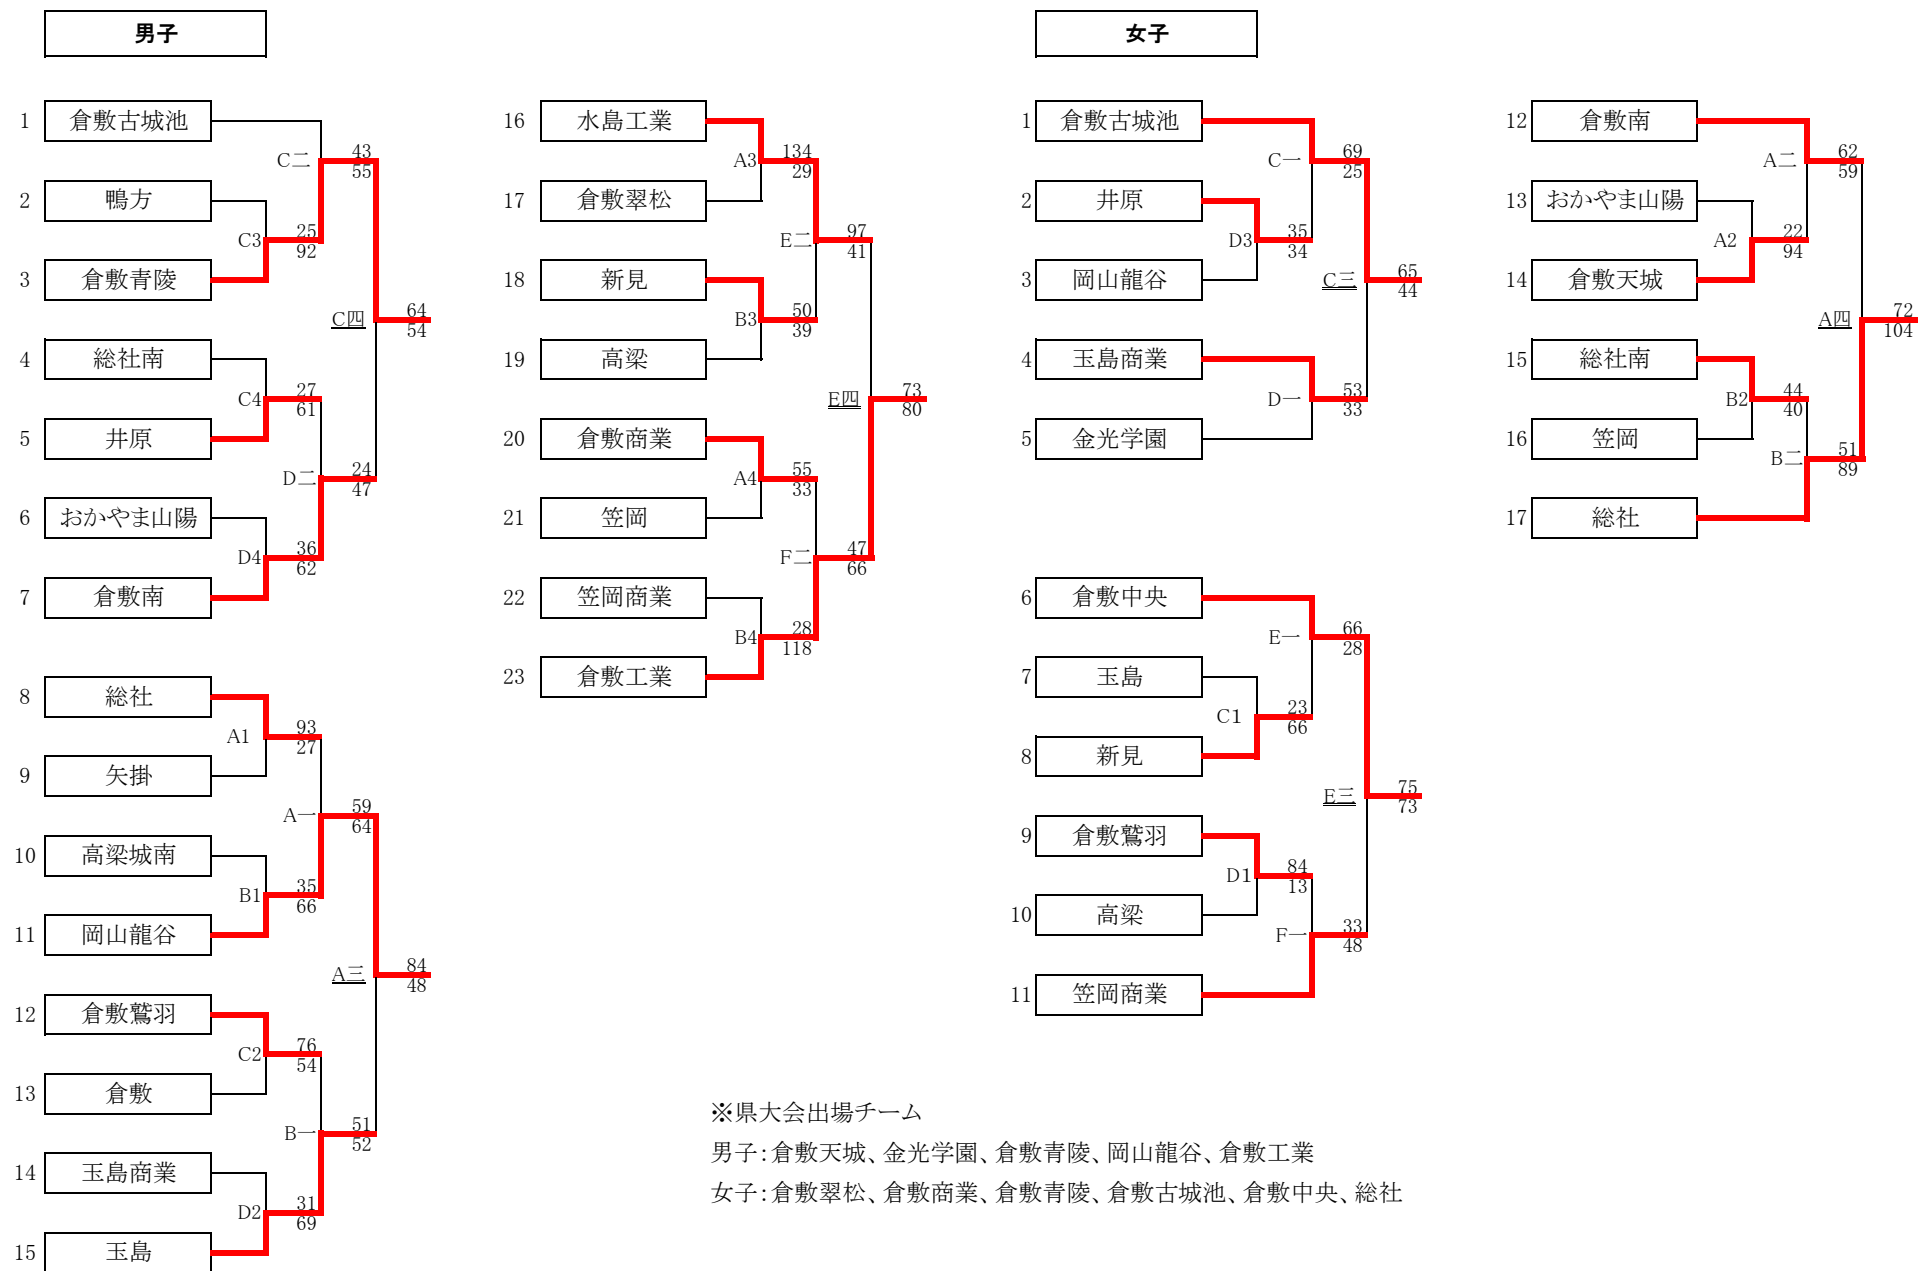 男子
1 倉敷古城池
C二 43
55
2 鴨方
C3 25
92
3 倉敷青陵
C四 64
54
4 総社南
C4 27
61
5 井原
D二 24
47
6 おかやま山陽
D4 36
62
7 倉敷南
8 総社
A1 93
27
9 矢掛
A一 59
64
10 高梁城南
B1 35
66
11 岡山龍谷
A三 84
48
12 倉敷鷲羽
C2 76
54
13 倉敷
B一 51
52
14 玉島商業
D2 31
69
15 玉島
16 水島工業
A3 134
29
17 倉敷翠松
E二 97
41
18 新見
B3 50
39
19 高梁
E四 73
80
20 倉敷商業
A4 55
33
21 笠岡
F二 47
66
22 笠岡商業
B4 28
118
23 倉敷工業
女子
1 倉敷古城池
C一 69
25
2 井原
D3 35
34
3 岡山龍谷
C三 65
44
4 玉島商業
D一 53
33
5 金光学園
6 倉敷中央
E一 66
28
7 玉島
C1 23
66
8 新見
E三 75
73
9 倉敷鷲羽
D1 84
13
10 高梁
F一 33
48
11 笠岡商業
12 倉敷南
A二 62
59
13 おかやま山陽
A2 22
94
14 倉敷天城
A四 72
104
15 総社南
B2 44
40
16 笠岡
B二 51
89
17 総社
※県大会出場チーム
男子：倉敷天城、金光学園、倉敷青陵、岡山龍谷、倉敷工業
女子：倉敷翠松、倉敷商業、倉敷青陵、倉敷古城池、倉敷中央、総社